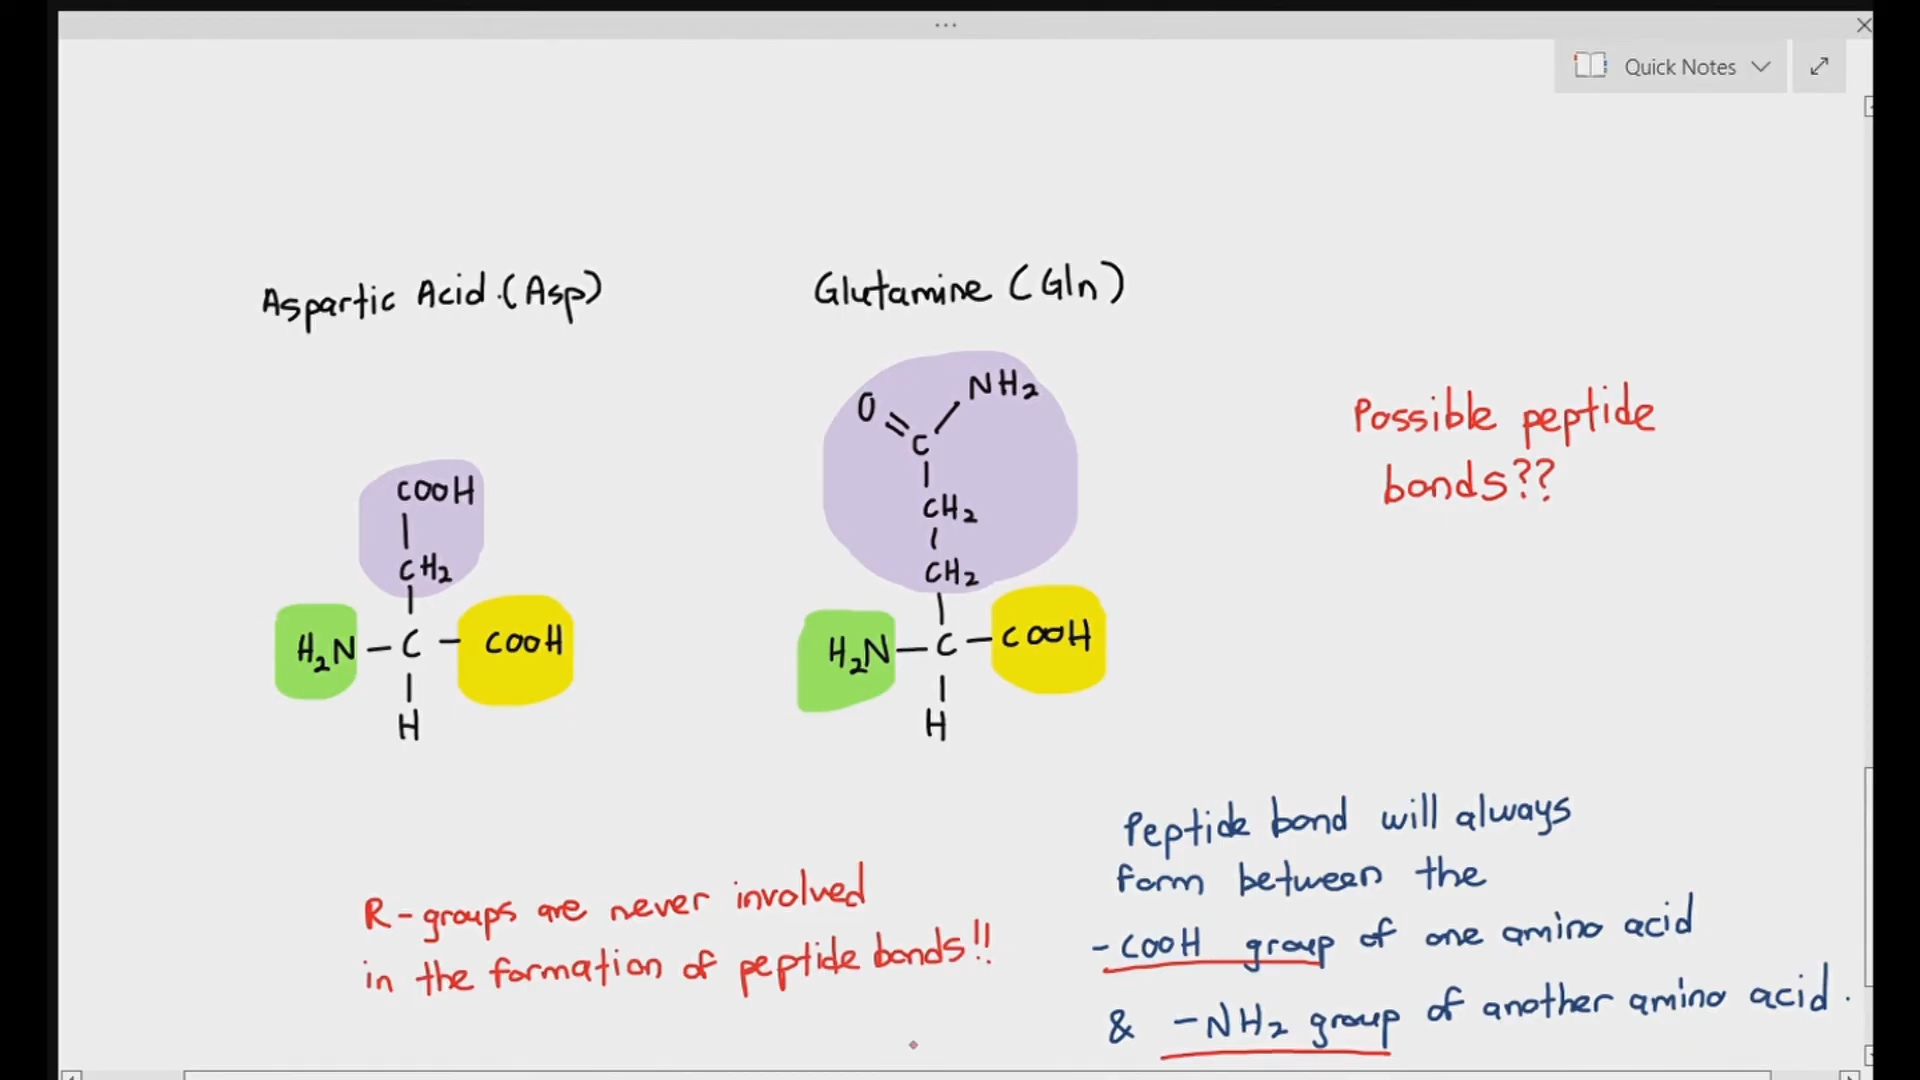 ...
Quick Notes
Aspartic Acid (Asp)
Glutamine (Gln)
O
NH2
C
CH2
CH2
COOH
CH2
H2N - C - COOH
H
H2N - C - COOH
H
Possible peptide
bonds??
Peptide bond will always
form between the
- COOH group of one amino acid
& - NH2 group of another amino acid.
R-groups are never involved
in the formation of peptide bonds!!